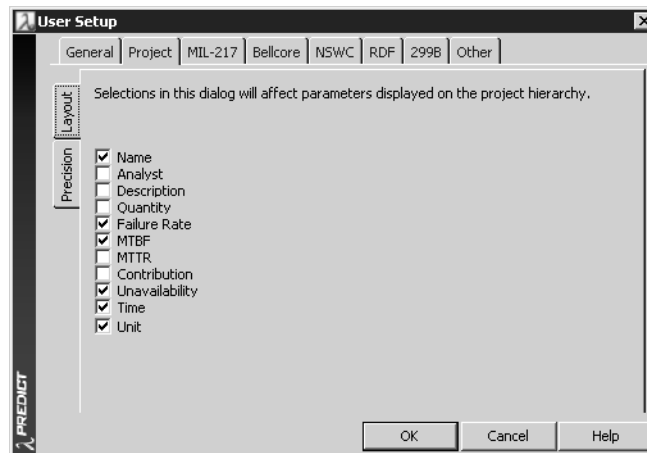 λ User Setup
General Project MIL-217 Bellcore NSWC RDF 299B Other
Layout
Precision
Selections in this dialog will affect parameters displayed on the project hierarchy.
Name
Analyst
Description
Quantity
Failure Rate
MTBF
MTTR
Contribution
Unavailability
Time
Unit
λ PREDICT
OK Cancel Help